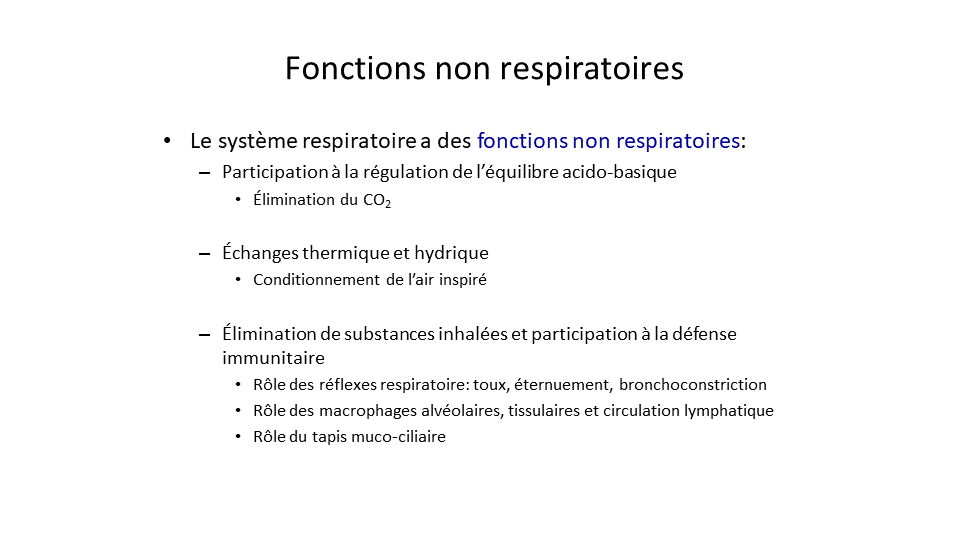 Fonctions non respiratoires
• Le système respiratoire a des fonctions non respiratoires:
– Participation à la régulation de l’équilibre acido-basique
• Élimination du CO₂
– Échanges thermique et hydrique
• Conditionnement de l’air inspiré
– Élimination de substances inhalées et participation à la défense
immunitaire
• Rôle des réflexes respiratoire: toux, éternuement, bronchoconstriction
• Rôle des macrophages alvéolaires, tissulaires et circulation lymphatique
• Rôle du tapis muco-ciliaire